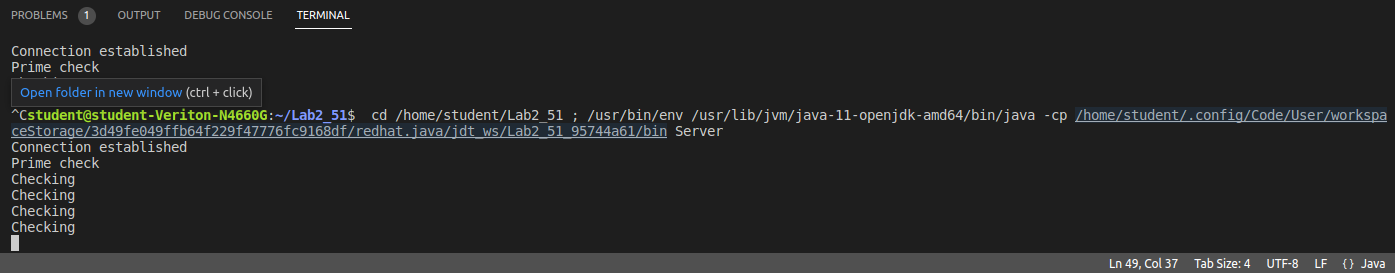 PROBLEMS 1 OUTPUT DEBUG CONSOLE TERMINAL
Connection established
Prime check
Open folder in new window (ctrl + click)
^Cstudent@student-Veriton-N4660G:~/Lab2_51$  cd /home/student/Lab2_51 ; /usr/bin/env /usr/lib/jvm/java-11-openjdk-amd64/bin/java -cp /home/student/.config/Code/User/workspa
ceStorage/3d49fe049ffb64f229f47776fc9168df/redhat.java/jdt_ws/Lab2_51_95744a61/bin Server
Connection established
Prime check
Checking
Checking
Checking
Checking
Ln 49, Col 37 Tab Size: 4 UTF-8 LF {} Java